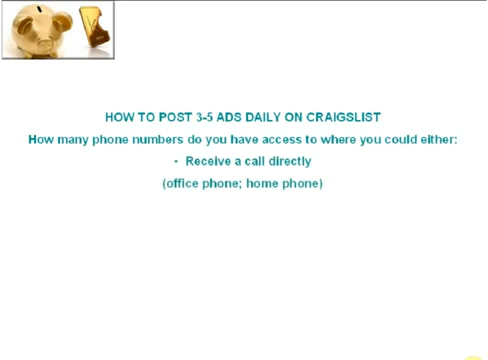 HOW TO POST 3-5 ADS DAILY ON CRAIGSLIST
How many phone numbers do you have access to where you could either:
• Receive a call directly
(office phone; home phone)